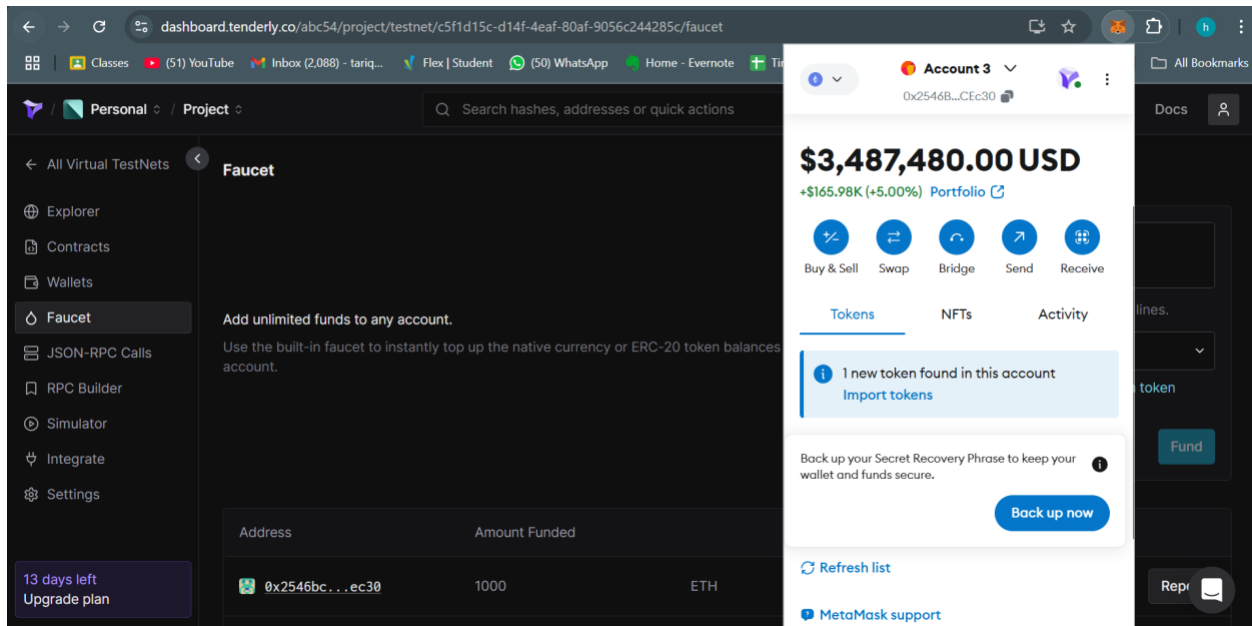 dashboard.tenderly.co/abc54/project/testnet/c5f1d15c-d14f-4eaf-80af-9056c244285c/faucet
h
Classes
(51) YouTube
Inbox (2,088) - tariq...
Flex | Student
(50) WhatsApp
Home - Evernote
All Bookmarks
Personal
/
Project
Search hashes, addresses or quick actions
Docs
All Virtual TestNets
Explorer
Contracts
Wallets
Faucet
JSON-RPC Calls
RPC Builder
Simulator
Integrate
Settings
13 days left
Upgrade plan
Faucet
Add unlimited funds to any account.
Use the built-in faucet to instantly top up the native currency or ERC-20 token balances
account.
lines.
token
Fund
Address
Amount Funded
0x2546bc...ec30
1000
ETH
Account 3
0x2546B...CEc30
$3,487,480.00 USD
+$165.98K (+5.00%) Portfolio
Buy & Sell
Swap
Bridge
Send
Receive
Tokens
NFTs
Activity
1 new token found in this account
Import tokens
Back up your Secret Recovery Phrase to keep your
wallet and funds secure.
Back up now
Refresh list
MetaMask support